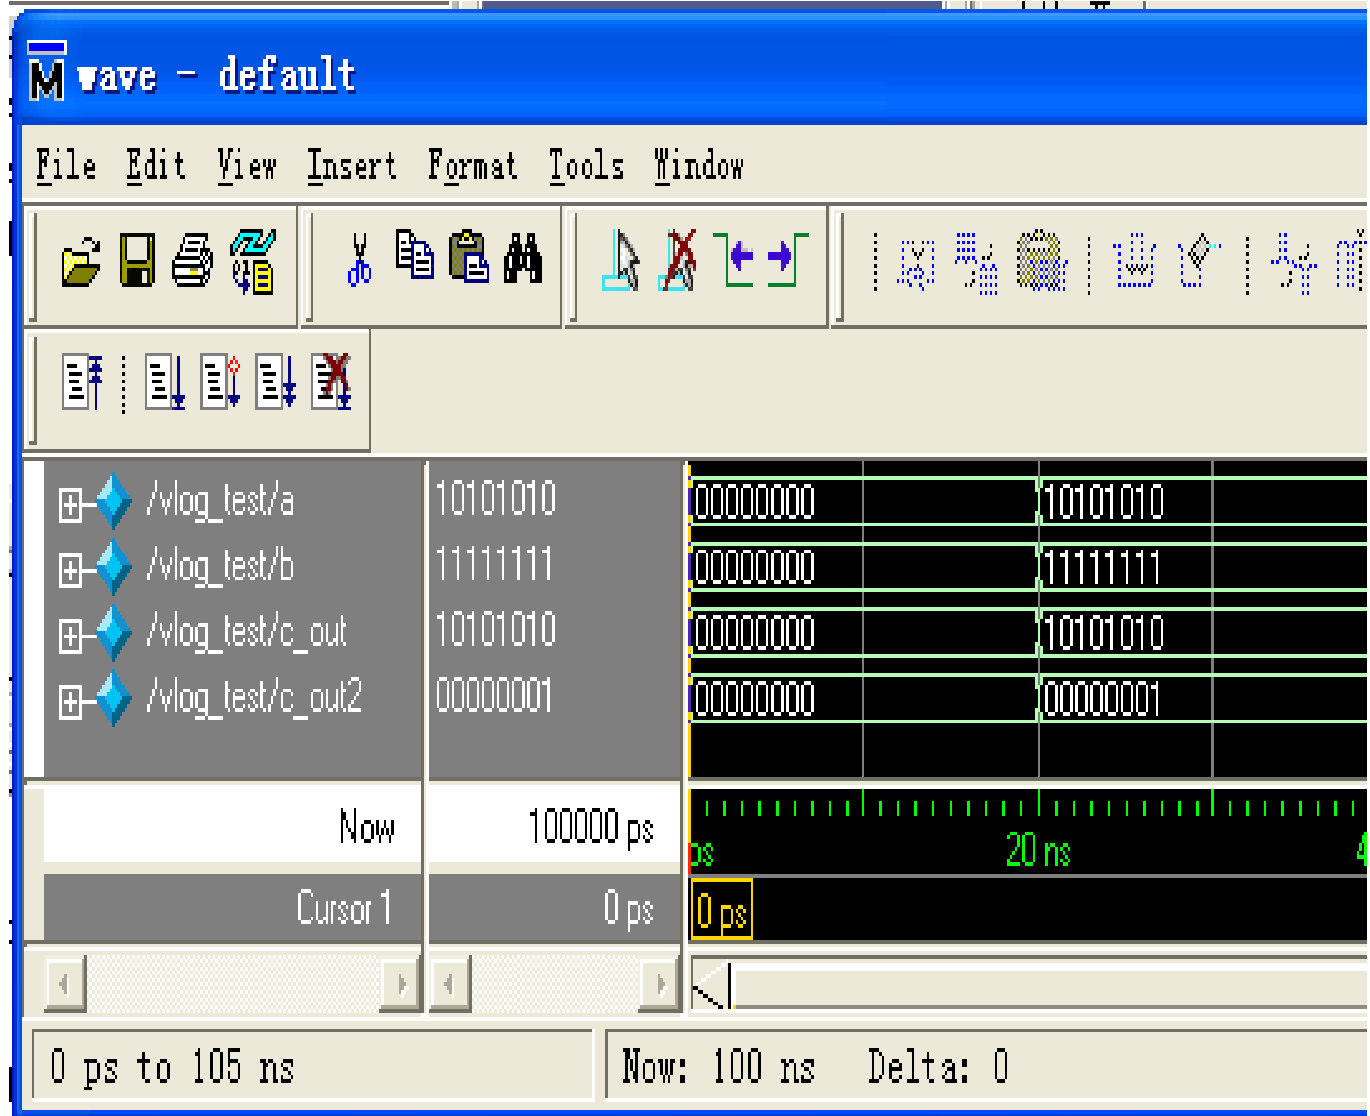 wave - default
File Edit View Insert Format Tools Window
/vlog_test/a 10101010 00000000 10101010
/vlog_test/b 11111111 00000000 11111111
/vlog_test/c_out 10101010 00000000 10101010
/vlog_test/c_out2 00000001 00000000 00000001
Now 100000 ps ps 20 ns 4
Cursor 1 0 ps 0 ps
0 ps to 105 ns Now: 100 ns Delta: 0